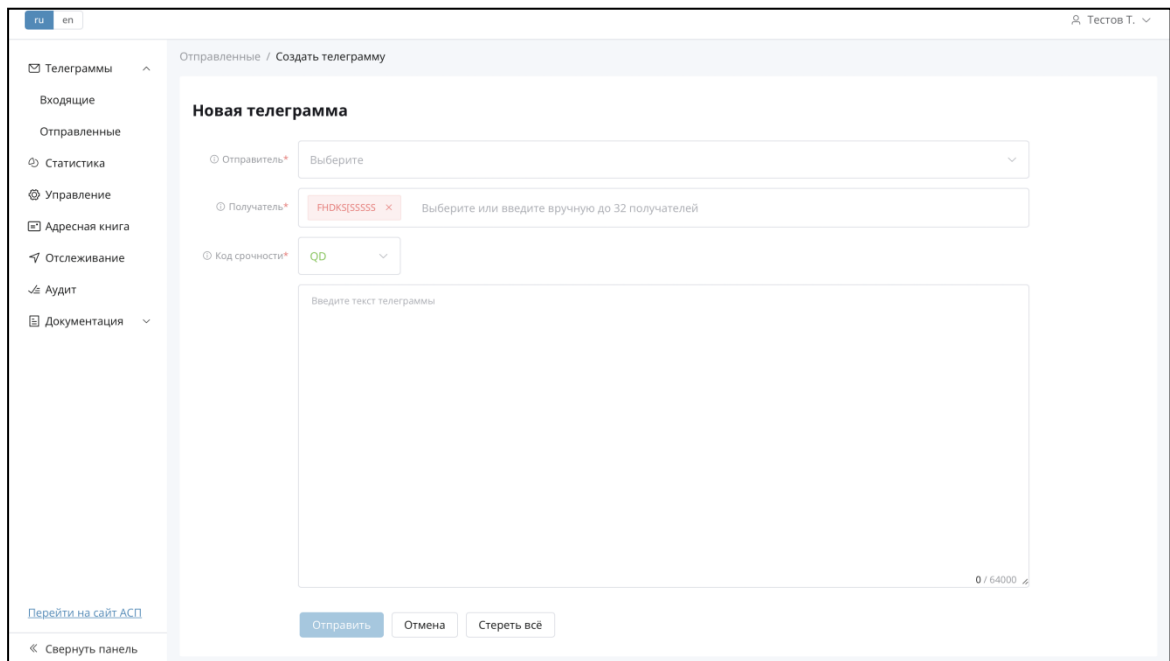 ru en
Тестов Т.
Телеграммы
Входящие
Отправленные
Статистика
Управление
Адресная книга
Отслеживание
Аудит
Документация
Перейти на сайт АСП
Свернуть панель
Отправленные / Создать телеграмму
Новая телеграмма
Отправитель* Выберите
Получатель* FHDKS[SSSSS × Выберите или введите вручную до 32 получателей
Код срочности* QD
Введите текст телеграммы
0 / 64000
Отправить Отмена Стереть всё